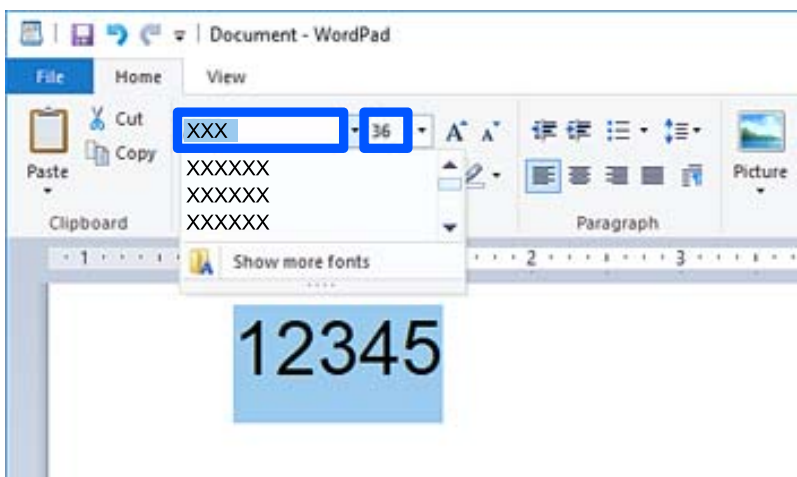 Document - WordPad
File Home View
Cut
XXX 36 A A
Copy
Paste
XXXXXX
XXXXXX
XXXXXX
Picture
Clipboard
Paragraph
Show more fonts
1 2 3
12345